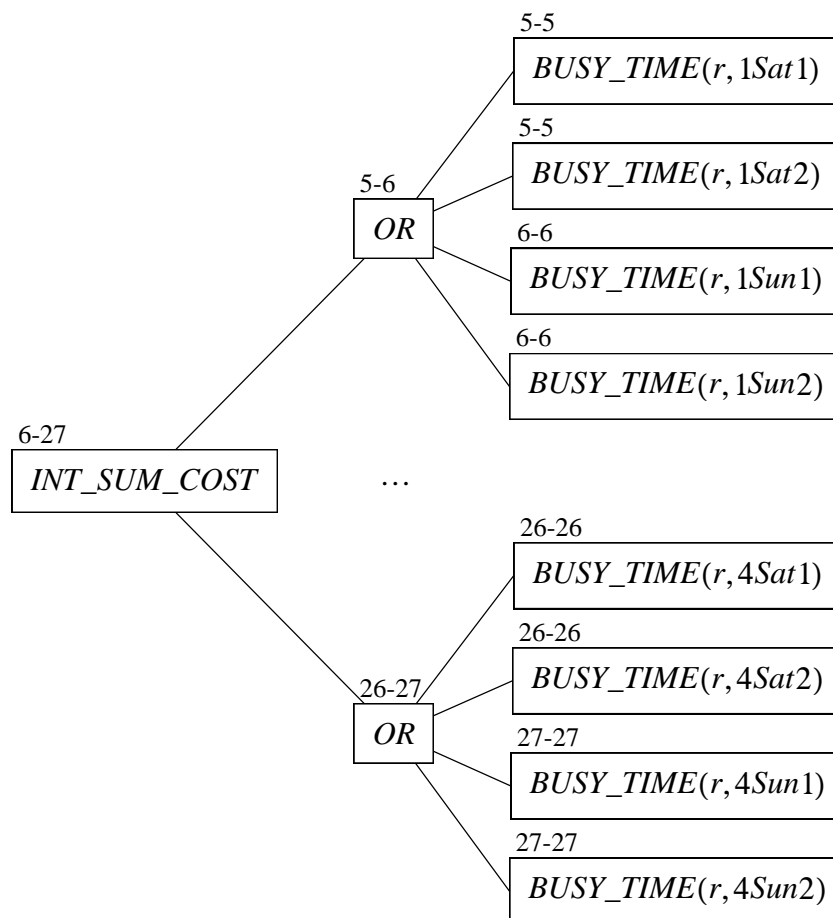 5-5
BUSY_TIME(r, 1Sat1)
5-5
BUSY_TIME(r, 1Sat2)
5-6
OR
6-6
BUSY_TIME(r, 1Sun1)
6-6
BUSY_TIME(r, 1Sun2)
6-27
INT_SUM_COST
...
26-26
BUSY_TIME(r, 4Sat1)
26-26
BUSY_TIME(r, 4Sat2)
26-27
OR
27-27
BUSY_TIME(r, 4Sun1)
27-27
BUSY_TIME(r, 4Sun2)